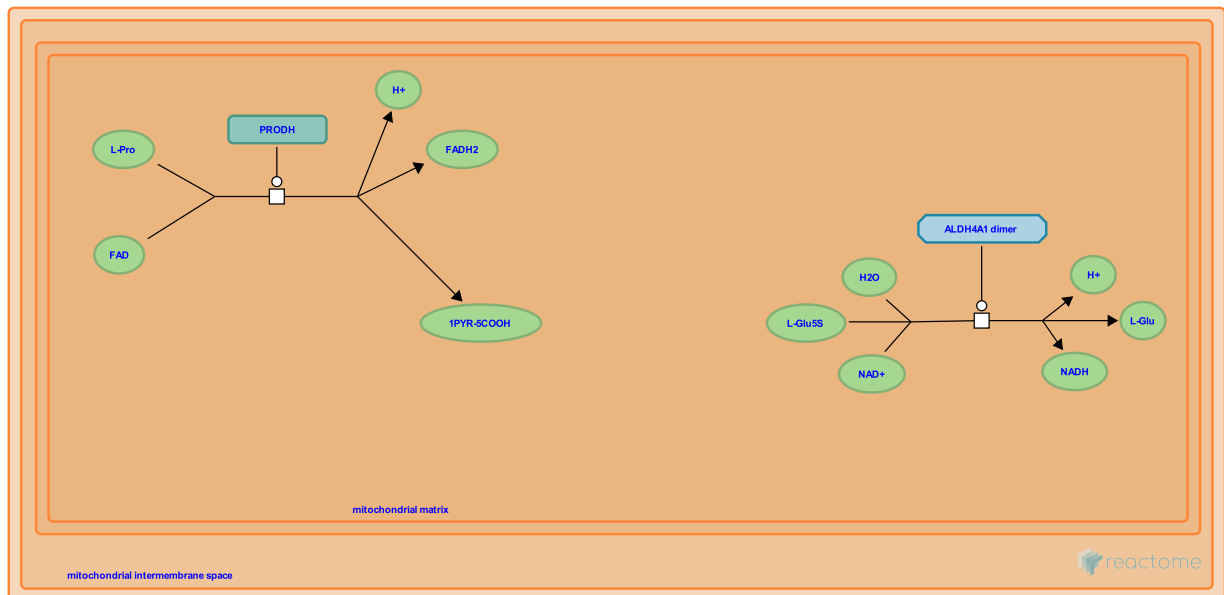 H+
PRODH
L-Pro
FADH2
FAD
1PYR-5COOH
ALDH4A1 dimer
H2O
H+
L-Glu5S
L-Glu
NAD+
NADH
mitochondrial matrix
mitochondrial intermembrane space
reactome